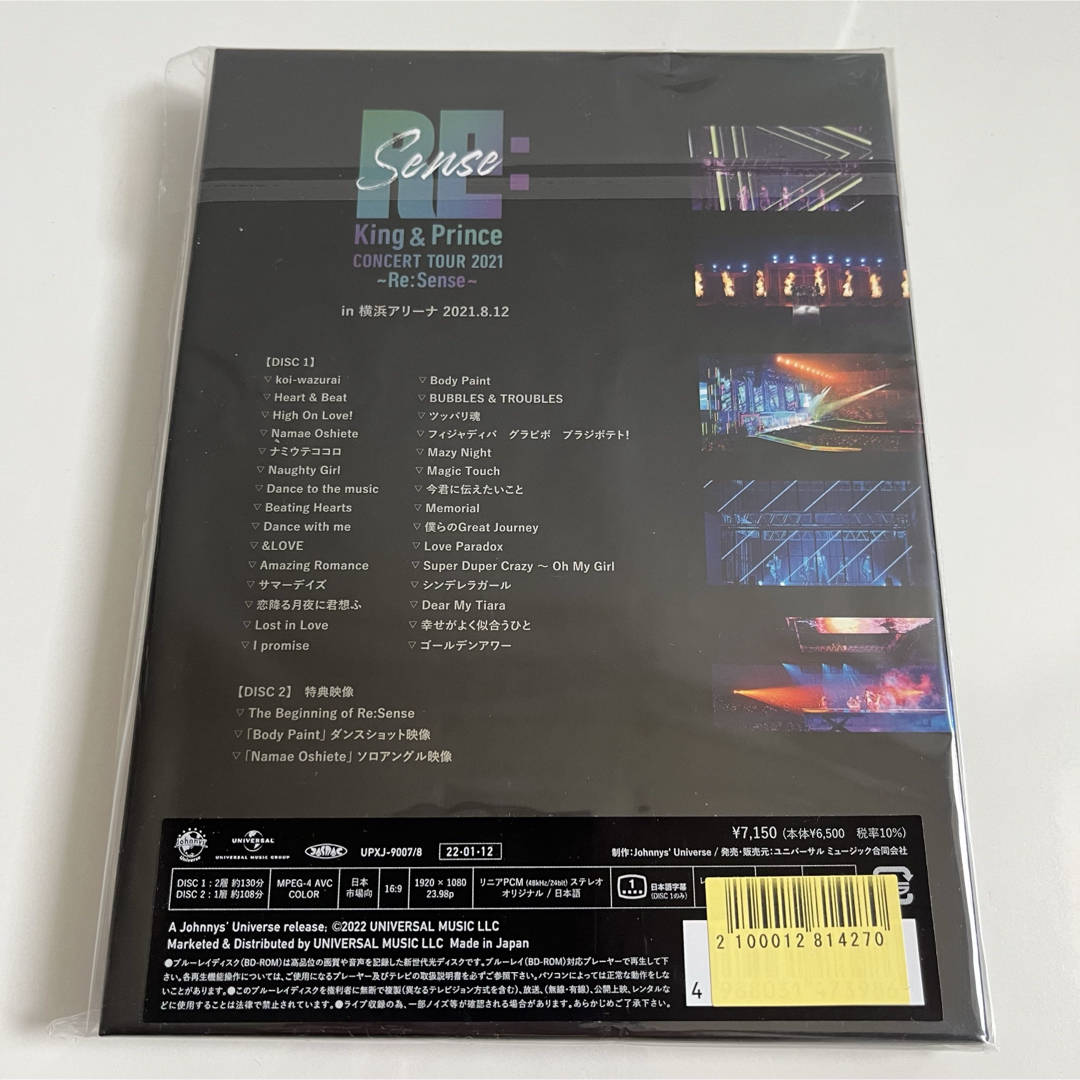 RE:
Sense
King & Prince
CONCERT TOUR 2021
~Re:Sense~
in 横浜アリーナ 2021.8.12
【DISC 1】
▽ koi-wazurai
▽ Heart & Beat
▽ High On Love!
▽ Namae Oshiete
▽ ナミウテココロ
▽ Naughty Girl
▽ Dance to the music
▽ Beating Hearts
▽ Dance with me
▽ &LOVE
▽ Amazing Romance
▽ サマーデイズ
▽ 恋降る月夜に君想ふ
▽ Lost in Love
▽ I promise
▽ Body Paint
▽ BUBBLES & TROUBLES
▽ ツッパリ魂
▽ フィジャディバ グラビボ ブラジポテト!
▽ Mazy Night
▽ Magic Touch
▽ 今君に伝えたいこと
▽ Memorial
▽ 僕らのGreat Journey
▽ Love Paradox
▽ Super Duper Crazy ～ Oh My Girl
▽ シンデレラガール
▽ Dear My Tiara
▽ 幸せがよく似合うひと
▽ ゴールデンアワー
【DISC 2】 特典映像
▽ The Beginning of Re:Sense
▽「Body Paint」ダンスショット映像
▽「Namae Oshiete」ソロアングル映像
¥7,150 (本体¥6,500 税率10%)
Johnnys' Universe
UNIVERSAL
UNIVERSAL MUSIC GROUP
JASRAC
UPXJ-9007/8
22・01・12
制作：Johnnys' Universe / 発売・販売元：ユニバーサル ミュージック合同会社
DISC 1：2層 約130分
DISC 2：1層 約108分
MPEG-4 AVC
COLOR
日本
市場向
16:9
1920 × 1080
23.98p
リニアPCM (48kHz/24bit) ステレオ
オリジナル / 日本語
1
日本語字幕
(DISC 1のみ)
A Johnnys' Universe release; ©2022 UNIVERSAL MUSIC LLC
Marketed & Distributed by UNIVERSAL MUSIC LLC Made in Japan
●ブルーレイディスク(BD-ROM)は高品位の画質や音声を記録した新世代光ディスクです。ブルーレイ(BD-ROM)対応プレーヤーで再生して下
さい。各再生機能操作については、ご使用になるプレーヤー及びテレビの取扱説明書を必ずご参照下さい。パソコンによっては正常な動作をしな
いことがあります。●このブルーレイディスクを権利者に無断で複製(異なるテレビジョン方式を含む)、放送、(無線・有線)、公開上映、レンタルな
どに使用することは法律で禁止されています。●ライブ収録の為、一部ノイズ等が確認される場合があります。あらかじめご了承下さい。
2 100012 814270
4